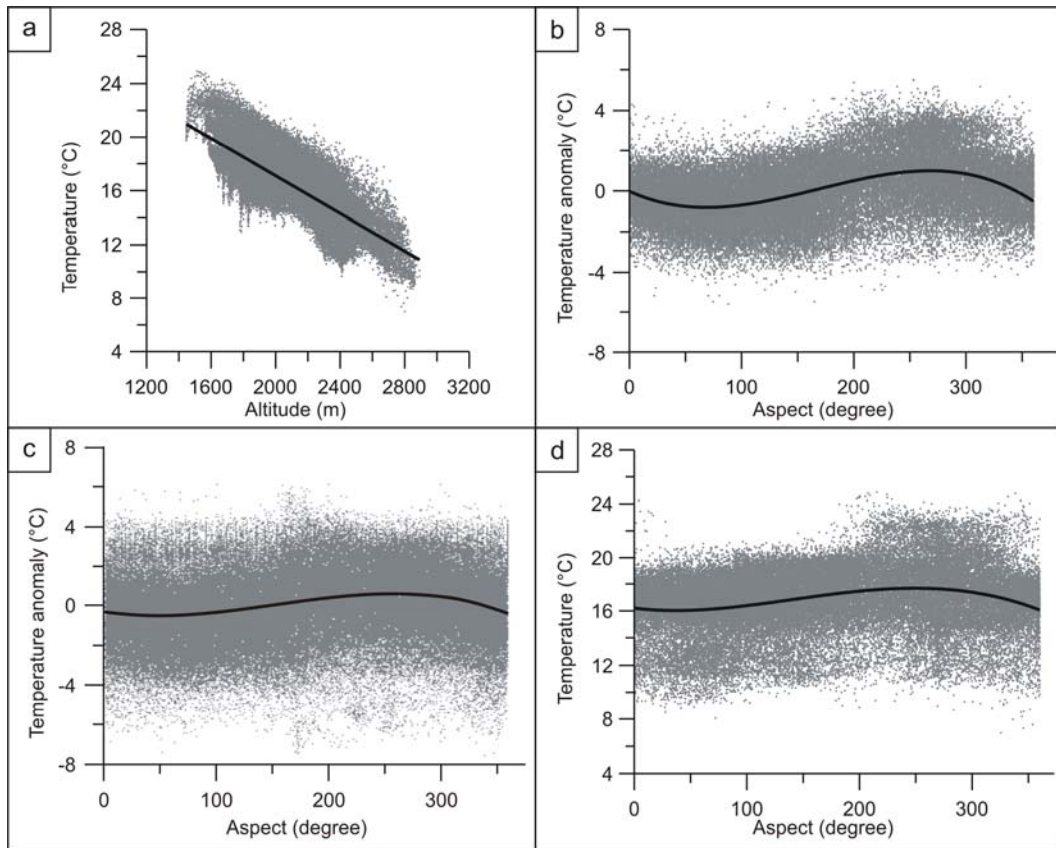 a
28
24
20
16
12
8
4
Temperature (°C)
1200 1600 2000 2400 2800 3200
Altitude (m)
b
8
4
0
-4
-8
Temperature anomaly (°C)
0 100 200 300
Aspect (degree)
c
8
4
0
-4
-8
Temperature anomaly (°C)
0 100 200 300
Aspect (degree)
d
28
24
20
16
12
8
4
Temperature (°C)
0 100 200 300
Aspect (degree)